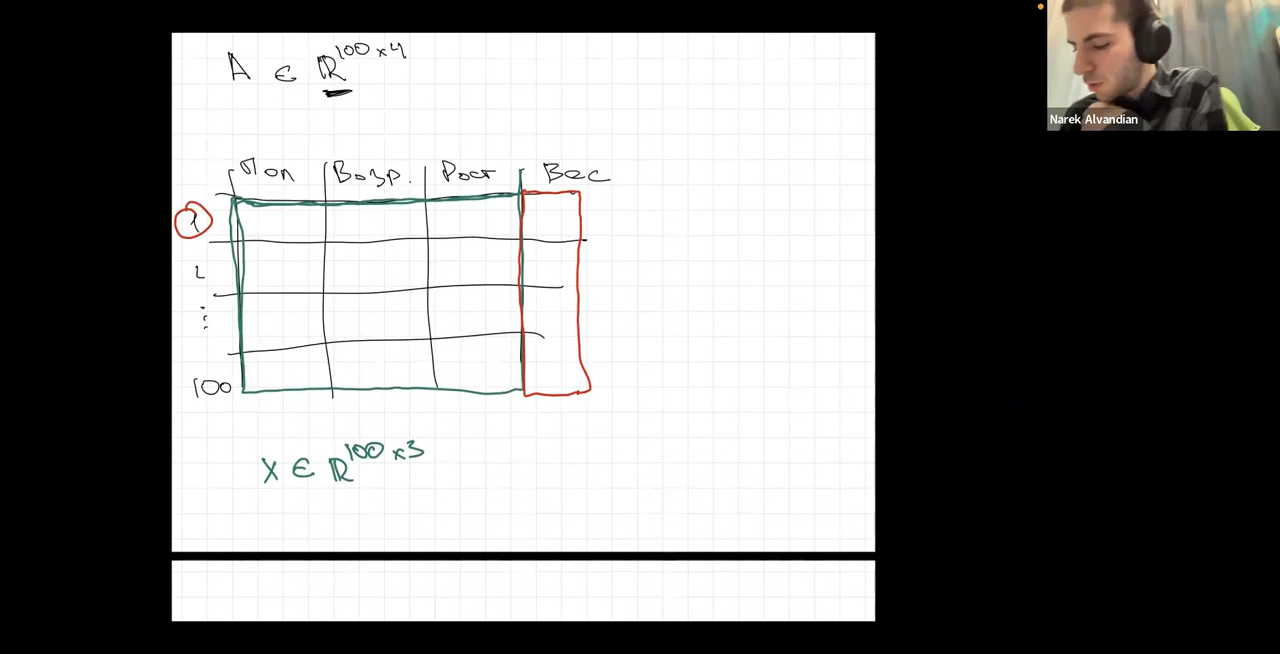 A ∈ ℝ^100×4
Narek Alvandian
Пол Возр. Рост Вес
1
2
⋮
100
X ∈ ℝ^100×3